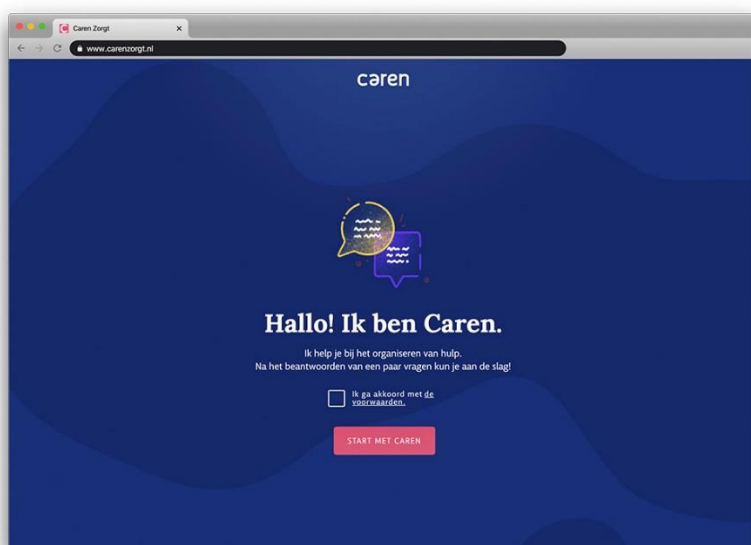 Caren Zorgt
www.carenzorgt.nl
caren
Hallo! Ik ben Caren.
Ik help je bij het organiseren van hulp.
Na het beantwoorden van een paar vragen kun je aan de slag!
Ik ga akkoord met de
voorwaarden.
START MET CAREN